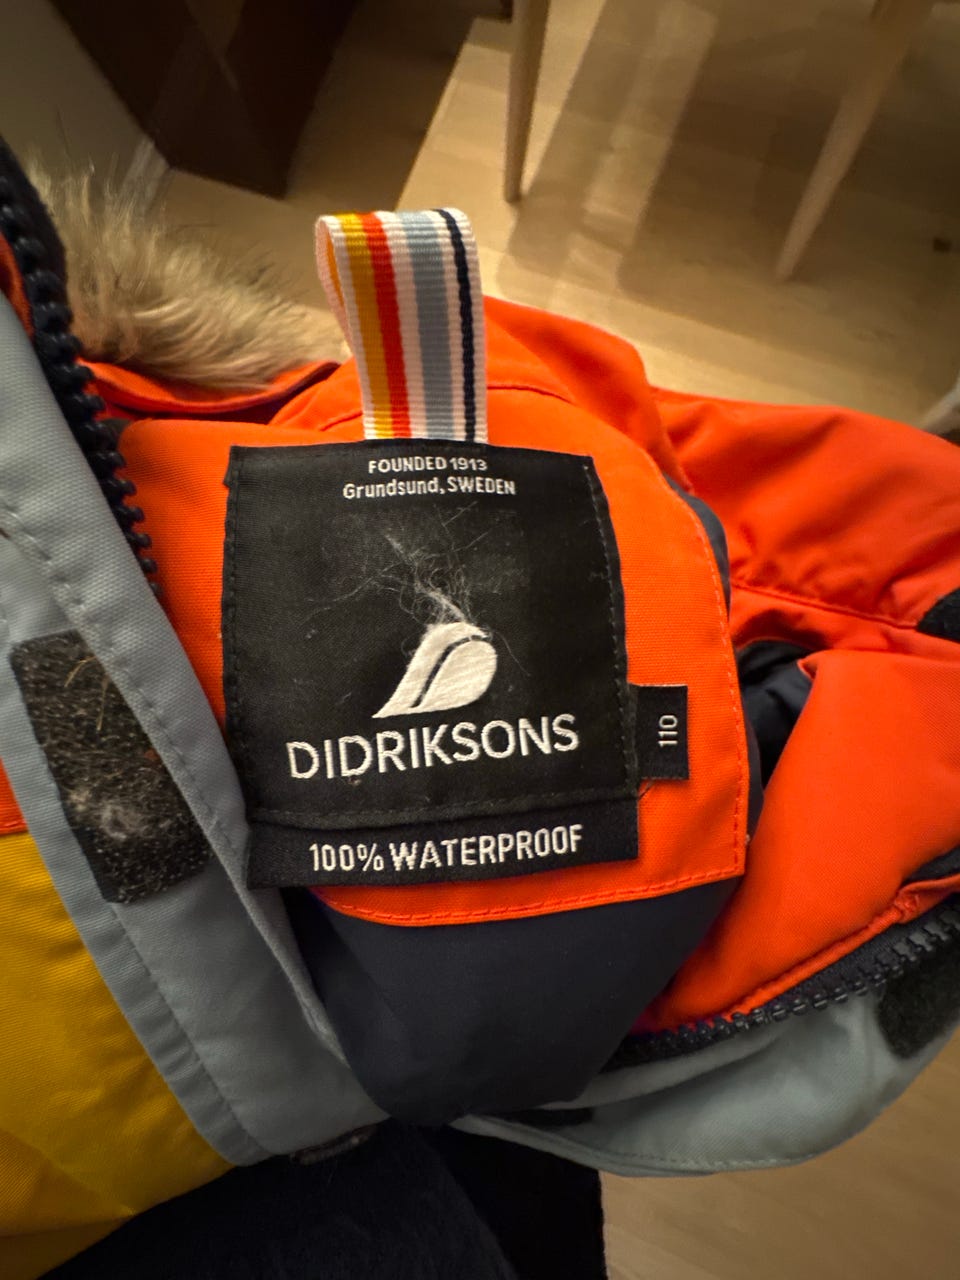 FOUNDED 1913
Grundsund, SWEDEN
DIDRIKSONS
110
100% WATERPROOF